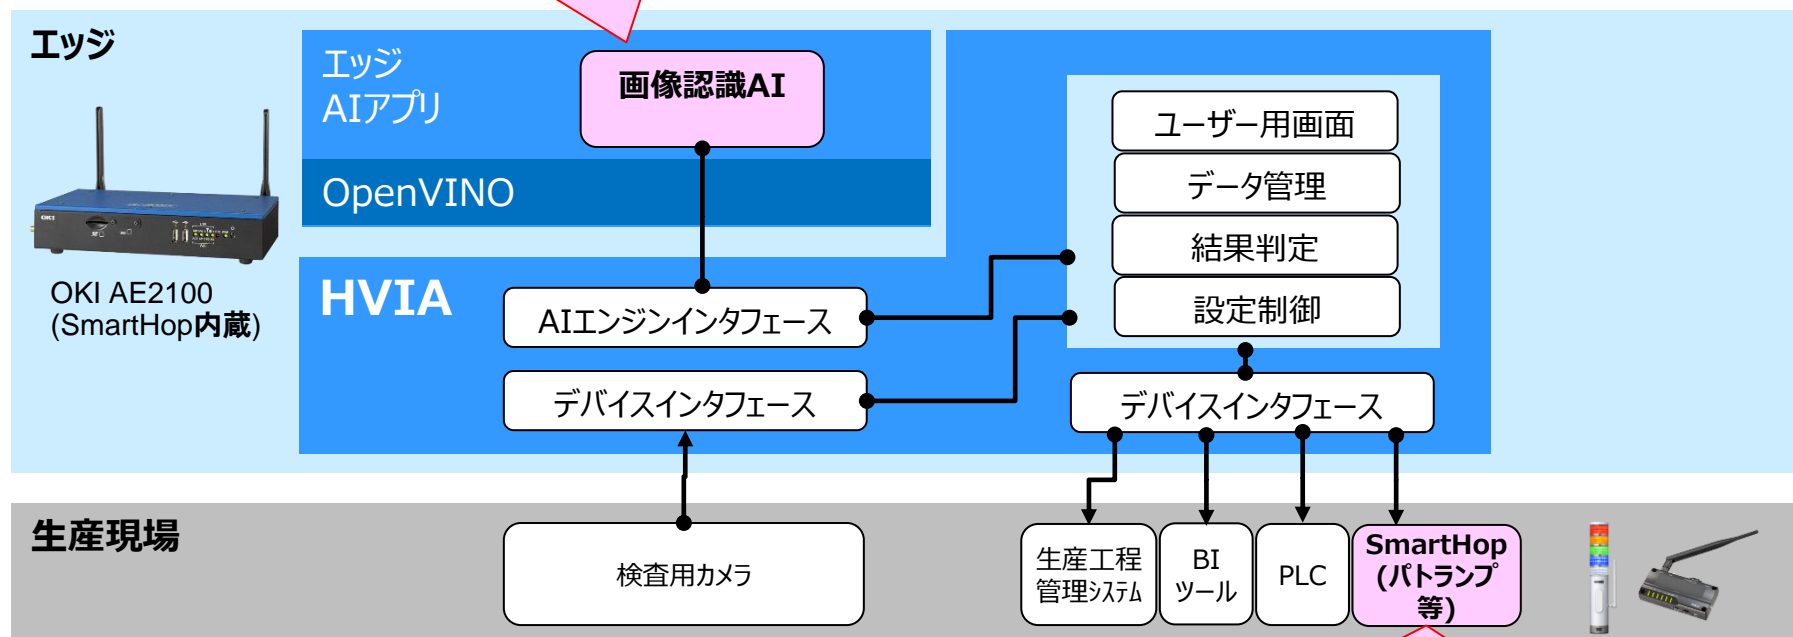 エッジ
エッジ
AIアプリ
画像認識AI
OpenVINO
OKI
OKI AE2100
(SmartHop内蔵)
HVIA
AIエンジンインタフェース
デバイスインタフェース
ユーザー用画面
データ管理
結果判定
設定制御
デバイスインタフェース
生産現場
検査用カメラ
生産工程
管理システム
BI
ツール
PLC
SmartHop
(パトランプ
等)